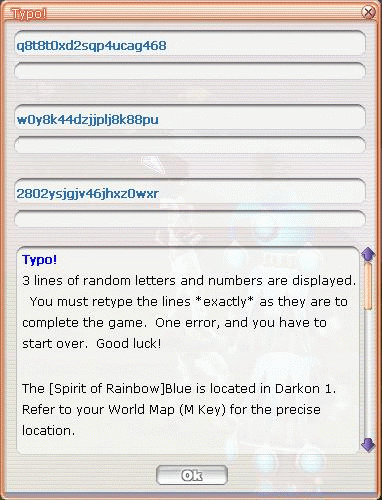 Typo!
q8t8t0xd2sqp4ucag468
w0y8k44dzjjplj8k88pu
2802ysjgjv46jhxz0wxr
Typo!
3 lines of random letters and numbers are displayed.
You must retype the lines *exactly* as they are to
complete the game.  One error, and you have to
start over.  Good luck!
The [Spirit of Rainbow]Blue is located in Darkon 1.
Refer to your World Map (M Key) for the precise
location.
Ok